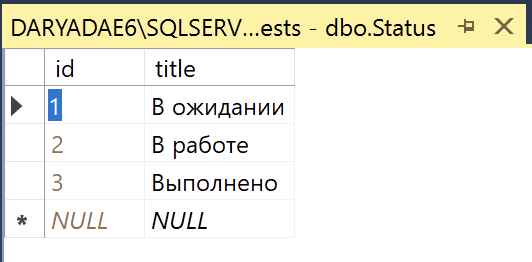 DARYADAE6\SQLSERV...ests - dbo.Status
id title
1 В ожидании
2 В работе
3 Выполнено
* NULL NULL